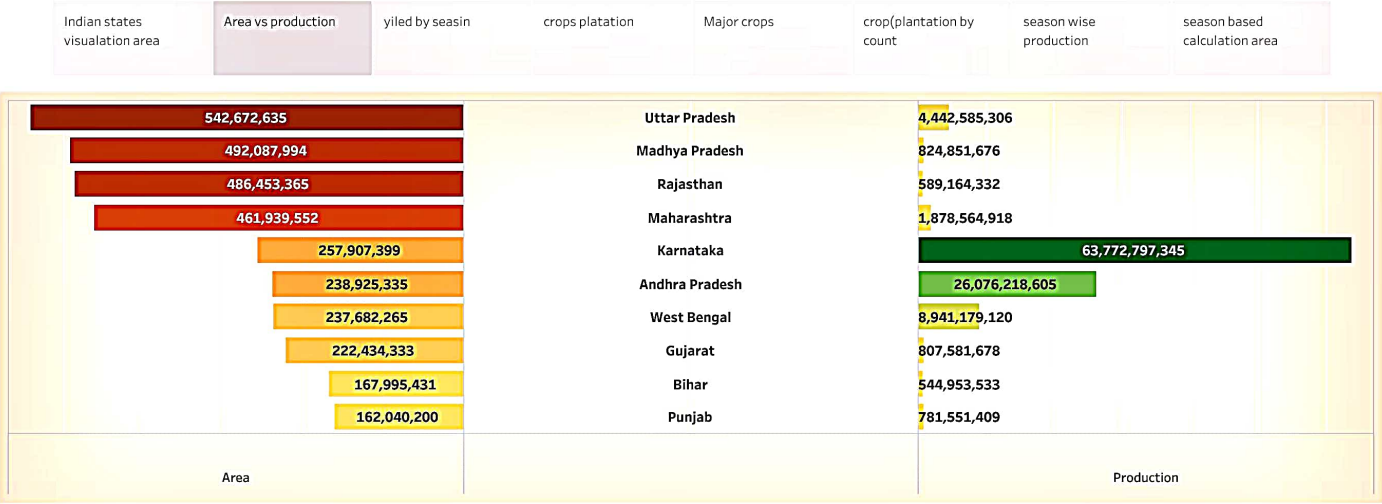 Indian states
visualation area
Area vs production
yiled by seasin
crops platation
Major crops
crop(plantation by
count
season wise
production
season based
calculation area
542,672,635 Uttar Pradesh 4,442,585,306
492,087,994 Madhya Pradesh 824,851,676
486,453,365 Rajasthan 589,164,332
461,939,552 Maharashtra 1,878,564,918
257,907,399 Karnataka 63,772,797,345
238,925,335 Andhra Pradesh 26,076,218,605
237,682,265 West Bengal 8,941,179,120
222,434,333 Gujarat 807,581,678
167,995,431 Bihar 544,953,533
162,040,200 Punjab 781,551,409
Area Production